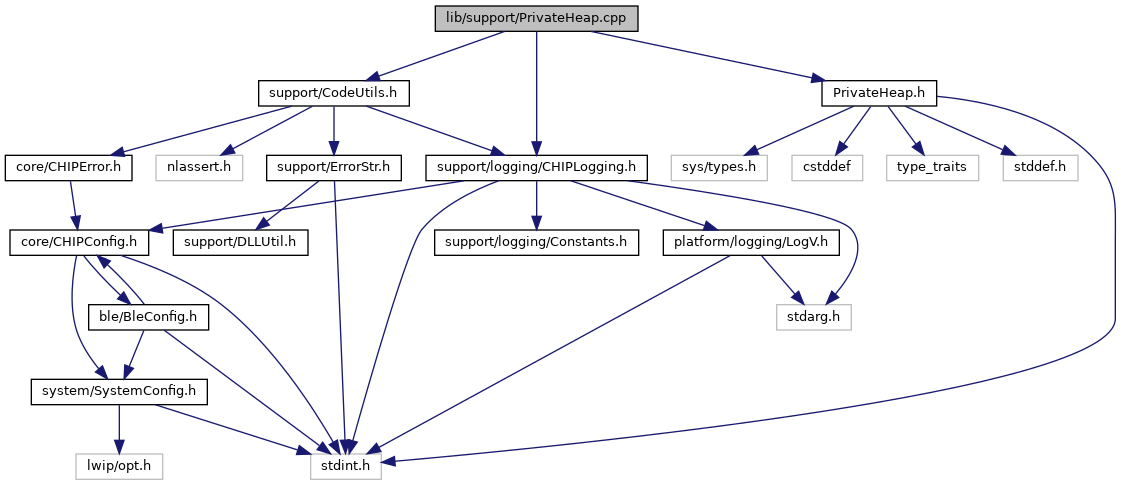 lib/support/PrivateHeap.cpp
support/CodeUtils.h
PrivateHeap.h
core/CHIPError.h
nlassert.h
support/ErrorStr.h
support/logging/CHIPLogging.h
sys/types.h
cstddef
type_traits
stddef.h
core/CHIPConfig.h
support/DLLUtil.h
support/logging/Constants.h
platform/logging/LogV.h
ble/BleConfig.h
stdarg.h
system/SystemConfig.h
lwip/opt.h
stdint.h